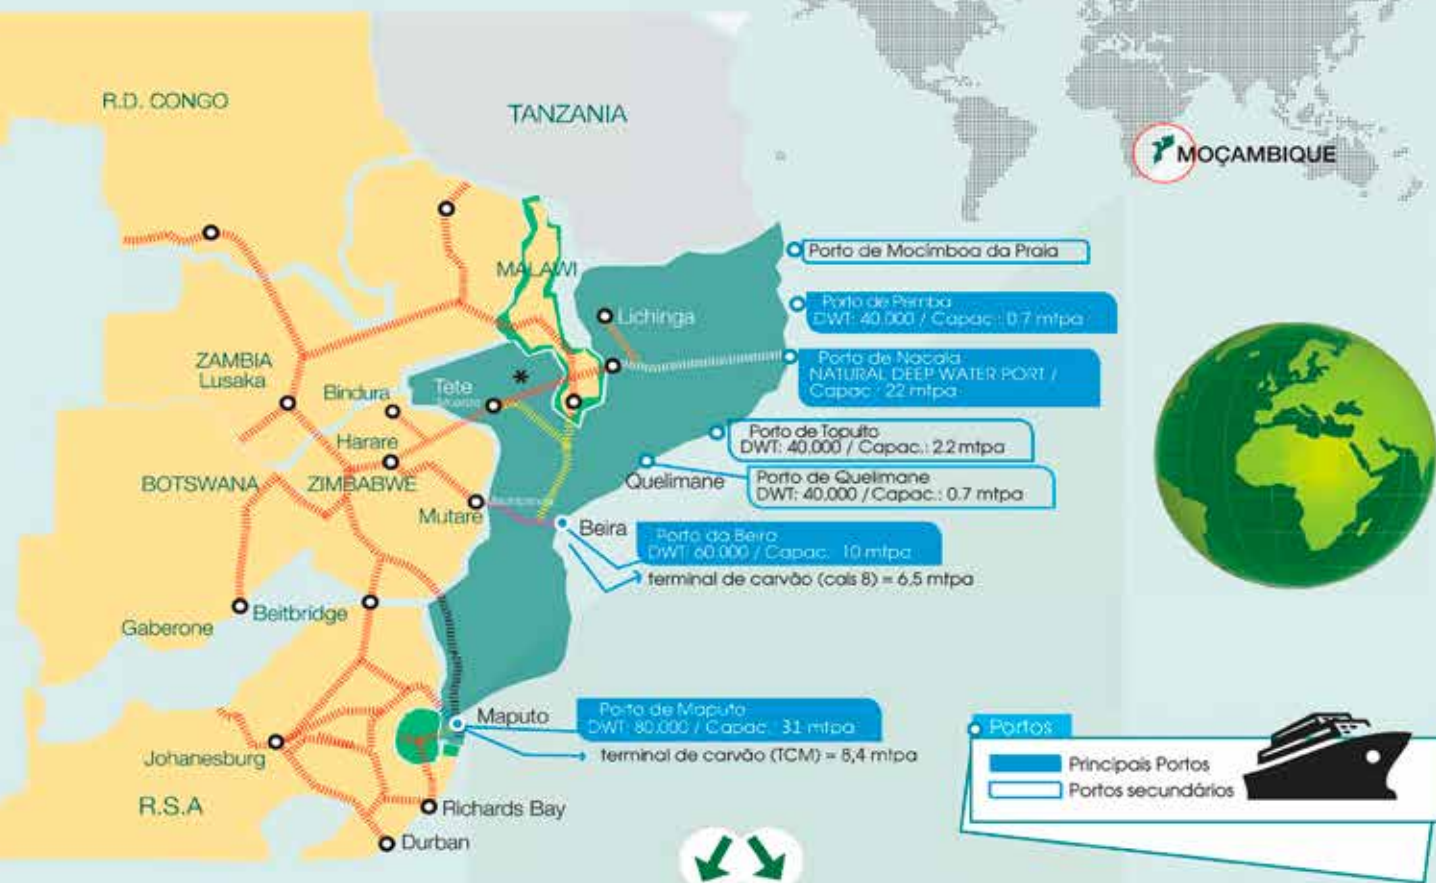 R.D. CONGO
TANZANIA
MOÇAMBIQUE
MALAWI
Porto de Mocimboa da Praia
Porto de Pemba
DWT: 40.000 / Capac.: 0.7 mtpa
Lichinga
ZAMBIA
Lusaka
Porto de Nacala
NATURAL DEEP WATER PORT /
Capac.: 22 mtpa
Bindura
Tete
*
Harare
Porto de Topuito
DWT: 40.000 / Capac.: 2.2 mtpa
BOTSWANA
ZIMBABWE
Quelimane
Porto de Quelimane
DWT: 40.000 / Capac.: 0.7 mtpa
Mutare
Beira
Porto da Beira
DWT: 60.000 / Capac. 10 mtpa
terminal de carvão (cais 8) = 6,5 mtpa
Gaberone
Beitbridge
Maputo
Porto de Maputo
DWT: 80.000 / Capac.: 31 mtpa
terminal de carvão (TCM) = 8,4 mtpa
Johanesburg
R.S.A
Richards Bay
Durban
Portos
Principais Portos
Portos secundários